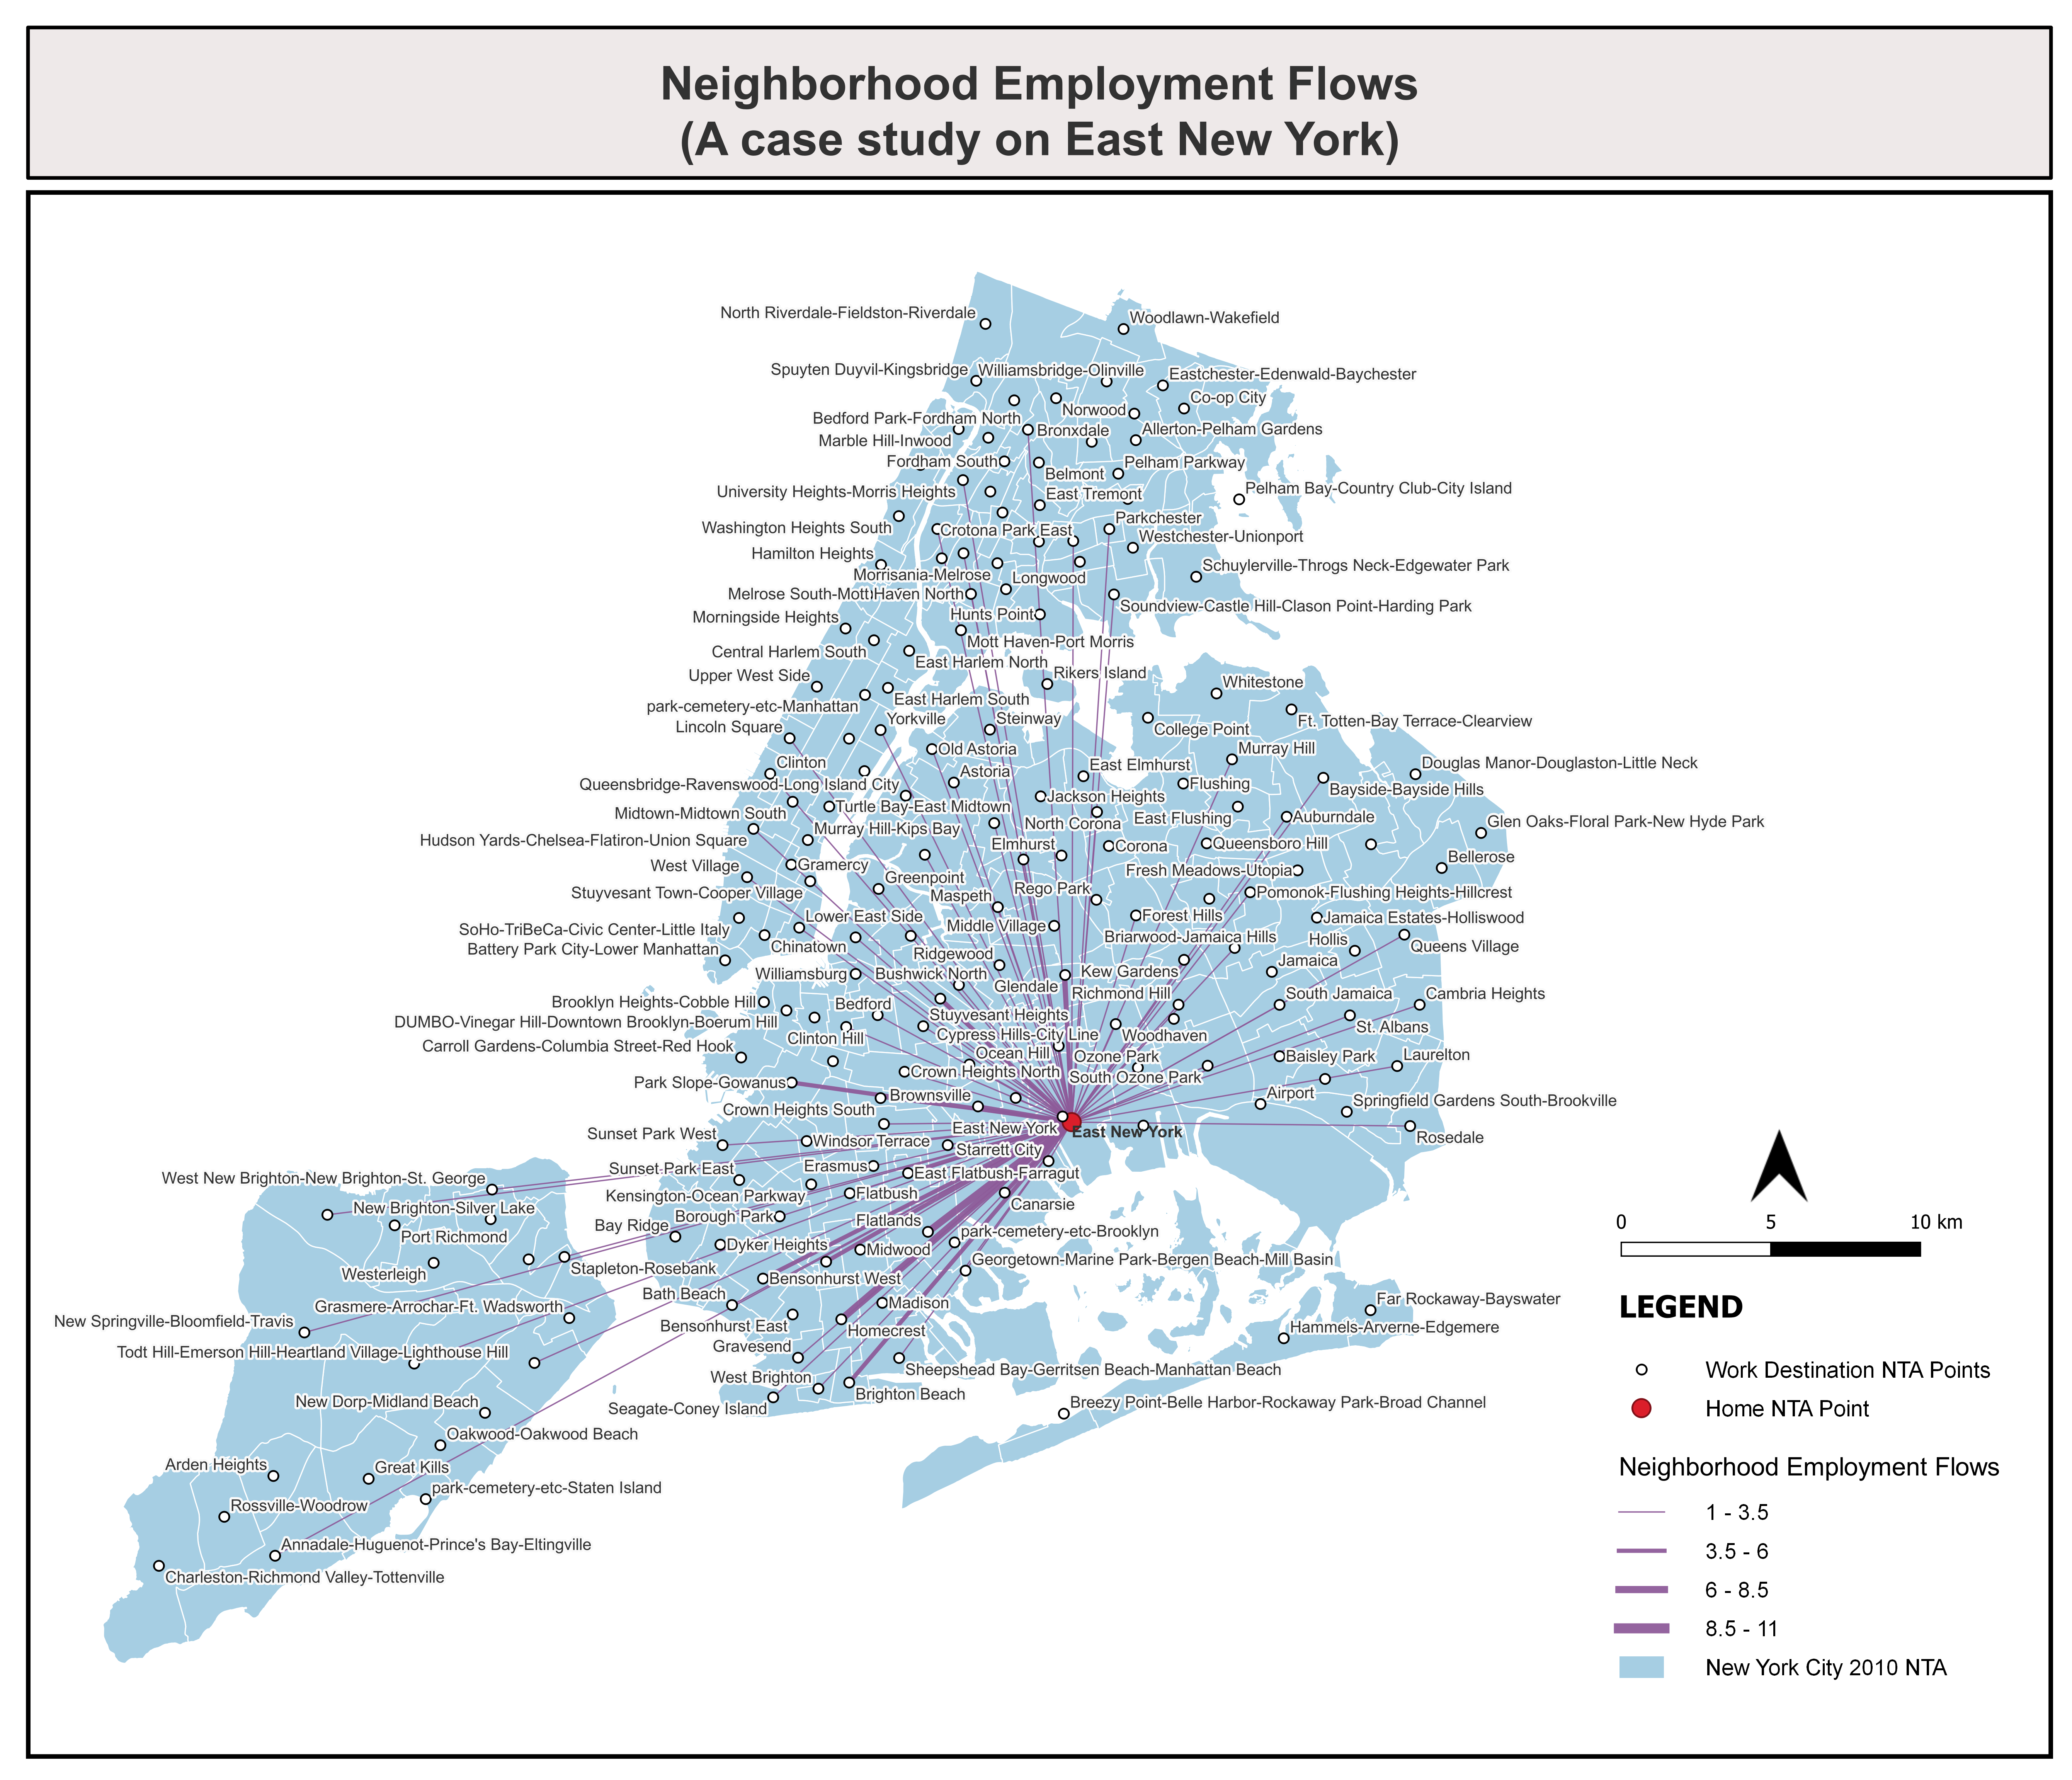 Neighborhood Employment Flows
(A case study on East New York)
North Riverdale-Fieldston-Riverdale
Woodlawn-Wakefield
Spuyten Duyvil-Kingsbridge
Williamsbridge-Olinville
Eastchester-Edenwald-Baychester
Co-op City
Norwood
Bedford Park-Fordham North
Bronxdale
Allerton-Pelham Gardens
Marble Hill-Inwood
Fordham South
Pelham Parkway
Belmont
University Heights-Morris Heights
East Tremont
Pelham Bay-Country Club-City Island
Parkchester
Washington Heights South
Crotona Park East
Westchester-Unionport
Hamilton Heights
Schuylerville-Throgs Neck-Edgewater Park
Morrisania-Melrose
Longwood
Melrose South-Mott Haven North
Soundview-Castle Hill-Clason Point-Harding Park
Hunts Point
Morningside Heights
Mott Haven-Port Morris
Central Harlem South
East Harlem North
Upper West Side
Rikers Island
Whitestone
East Harlem South
park-cemetery-etc-Manhattan
Yorkville
Steinway
Ft. Totten-Bay Terrace-Clearview
Lincoln Square
College Point
Old Astoria
Murray Hill
Clinton
Astoria
East Elmhurst
Douglas Manor-Douglaston-Little Neck
Queensbridge-Ravenswood-Long Island City
Flushing
Bayside-Bayside Hills
Jackson Heights
Turtle Bay-East Midtown
Midtown-Midtown South
North Corona
East Flushing
Auburndale
Glen Oaks-Floral Park-New Hyde Park
Murray Hill-Kips Bay
Hudson Yards-Chelsea-Flatiron-Union Square
Elmhurst
Corona
Queensboro Hill
Bellerose
West Village
Gramercy
Fresh Meadows-Utopia
Greenpoint
Stuyvesant Town-Cooper Village
Maspeth
Rego Park
Pomonok-Flushing Heights-Hillcrest
Lower East Side
Forest Hills
Jamaica Estates-Holliswood
SoHo-TriBeCa-Civic Center-Little Italy
Middle Village
Briarwood-Jamaica Hills
Hollis
Queens Village
Battery Park City-Lower Manhattan
Chinatown
Ridgewood
Jamaica
Williamsburg
Bushwick North
Kew Gardens
Glendale
Richmond Hill
South Jamaica
Cambria Heights
Brooklyn Heights-Cobble Hill
Bedford
Stuyvesant Heights
DUMBO-Vinegar Hill-Downtown Brooklyn-Boerum Hill
St. Albans
Clinton Hill
Cypress Hills-City Line
Woodhaven
Carroll Gardens-Columbia Street-Red Hook
Ocean Hill
Ozone Park
Baisley Park
Laurelton
Crown Heights North
South Ozone Park
Park Slope-Gowanus
Brownsville
Airport
Springfield Gardens South-Brookville
Crown Heights South
East New York
East New York
Rosedale
Sunset Park West
Windsor Terrace
Starrett City
Sunset Park East
Erasmus
East Flatbush-Farragut
West New Brighton-New Brighton-St. George
Kensington-Ocean Parkway
Flatbush
Canarsie
New Brighton-Silver Lake
Bay Ridge
Borough Park
Flatlands
park-cemetery-etc-Brooklyn
Port Richmond
Dyker Heights
Midwood
Georgetown-Marine Park-Bergen Beach-Mill Basin
Westerleigh
Stapleton-Rosebank
Bensonhurst West
Bath Beach
Grasmere-Arrochar-Ft. Wadsworth
Madison
Far Rockaway-Bayswater
New Springville-Bloomfield-Travis
Bensonhurst East
Homecrest
Hammels-Arverne-Edgemere
Gravesend
Todt Hill-Emerson Hill-Heartland Village-Lighthouse Hill
Sheepshead Bay-Gerritsen Beach-Manhattan Beach
West Brighton
Brighton Beach
New Dorp-Midland Beach
Seagate-Coney Island
Breezy Point-Belle Harbor-Rockaway Park-Broad Channel
Oakwood-Oakwood Beach
Arden Heights
Great Kills
park-cemetery-etc-Staten Island
Rossville-Woodrow
Annadale-Huguenot-Prince's Bay-Eltingville
Charleston-Richmond Valley-Tottenville
0 5 10 km
LEGEND
Work Destination NTA Points
Home NTA Point
Neighborhood Employment Flows
1 - 3.5
3.5 - 6
6 - 8.5
8.5 - 11
New York City 2010 NTA